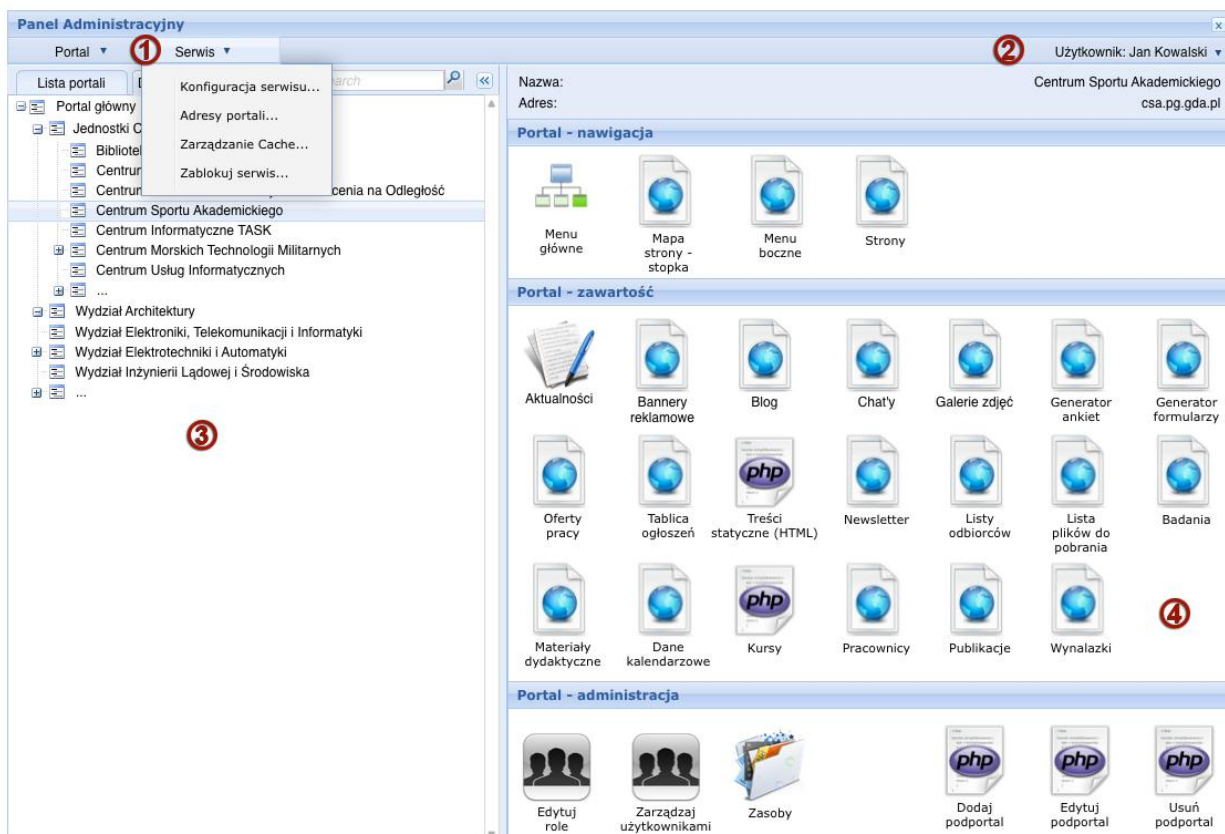 Panel Administracyjny
x
Portal ▼ 1 Serwis ▼ 2 Użytkownik: Jan Kowalski ▼
Lista portali
Konfiguracja serwisu...
Adresy portali...
Zarządzanie Cache...
Zablokuj serwis...
Portal główny
Jednostki
cenia na Odległość
Centrum Sportu Akademickiego
Centrum Informatyczne TASK
Centrum Morskich Technologii Militarnych
Centrum Usług Informatycznych
...
Wydział Architektury
Wydział Elektroniki, Telekomunikacji i Informatyki
Wydział Elektrotechniki i Automatyki
Wydział Inżynierii Lądowej i Środowiska
...
3
Nazwa: Centrum Sportu Akademickiego
Adres: csa.pg.gda.pl
Portal - nawigacja
Menu
główne
Mapa
strony -
stopka
Menu
boczne
Strony
Portal - zawartość
Aktualności
Bannery
reklamowe
Blog
Chat'y
Galerie zdjęć
Generator
ankiet
Generator
formularzy
php
Oferty
pracy
Tablica
ogłoszeń
Treści
statyczne (HTML)
Newsletter
Listy
odbiorców
Lista
plików do
pobrania
Badania
php
4
Materiały
dydaktyczne
Dane
kalendarzowe
Kursy
Pracownicy
Publikacje
Wynalazki
Portal - administracja
php php php
Edytuj
role
Zarządzaj
użytkownikami
Zasoby
Dodaj
podportal
Edytuj
podportal
Usuń
podportal